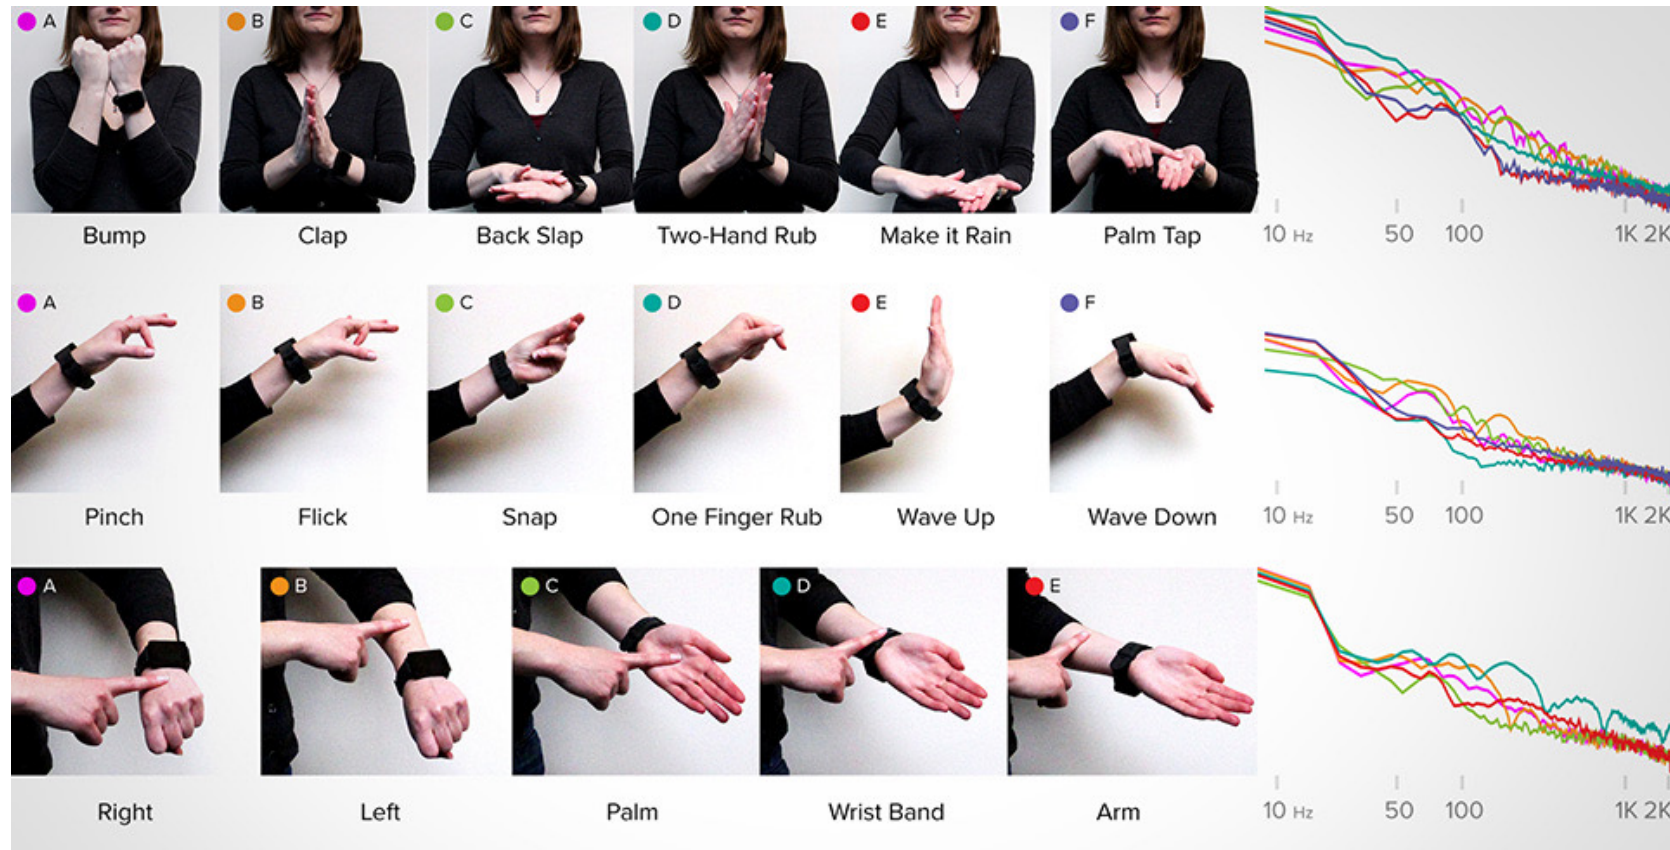 A B C D E F
Bump Clap Back Slap Two-Hand Rub Make it Rain Palm Tap
10 Hz 50 100 1K 2K
A B C D E F
Pinch Flick Snap One Finger Rub Wave Up Wave Down
10 Hz 50 100 1K 2K
A B C D E
Right Left Palm Wrist Band Arm
10 Hz 50 100 1K 2K